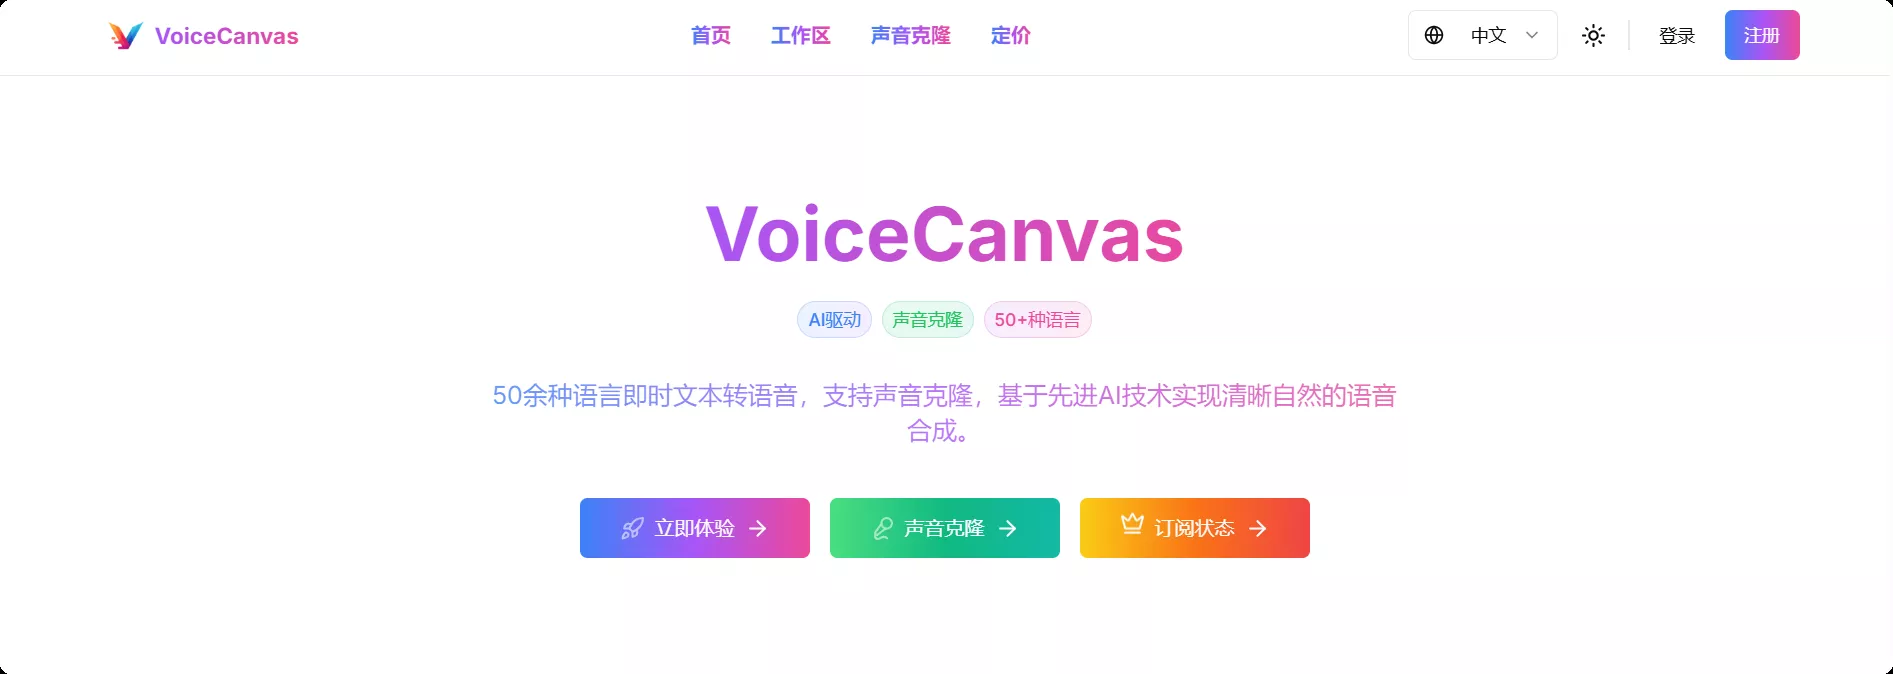 VoiceCanvas 首页 工作区 声音克隆 定价 中文 登录 注册
VoiceCanvas
AI驱动 声音克隆 50+种语言
50余种语言即时文本转语音，支持声音克隆，基于先进AI技术实现清晰自然的语音
合成。
立即体验 声音克隆 订阅状态